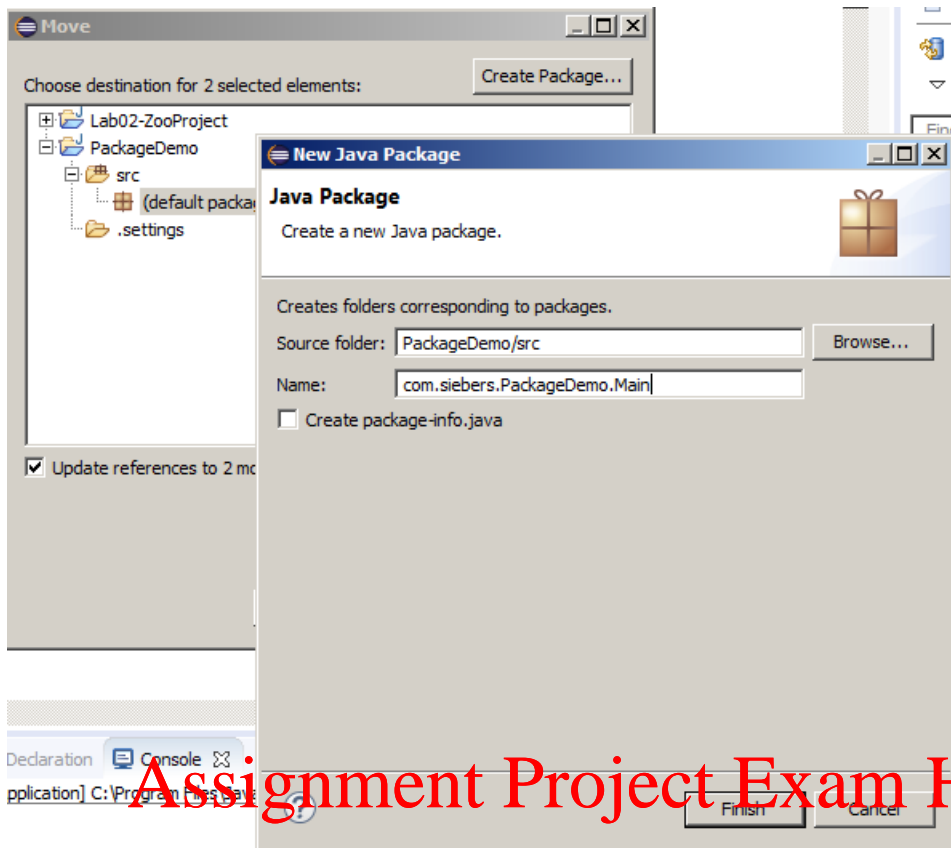 Move
Choose destination for 2 selected elements:
Create Package...
Lab02-ZooProject
PackageDemo
src
(default packa
.settings
Update references to 2 mo
New Java Package
Java Package
Create a new Java package.
Creates folders corresponding to packages.
Source folder: PackageDemo/src
Browse...
Name: com.siebers.PackageDemo.Main
Create package-info.java
Finish
Cancel
Declaration
Console
pplication] C:\Program Files\Java
Assignment Project Exam H